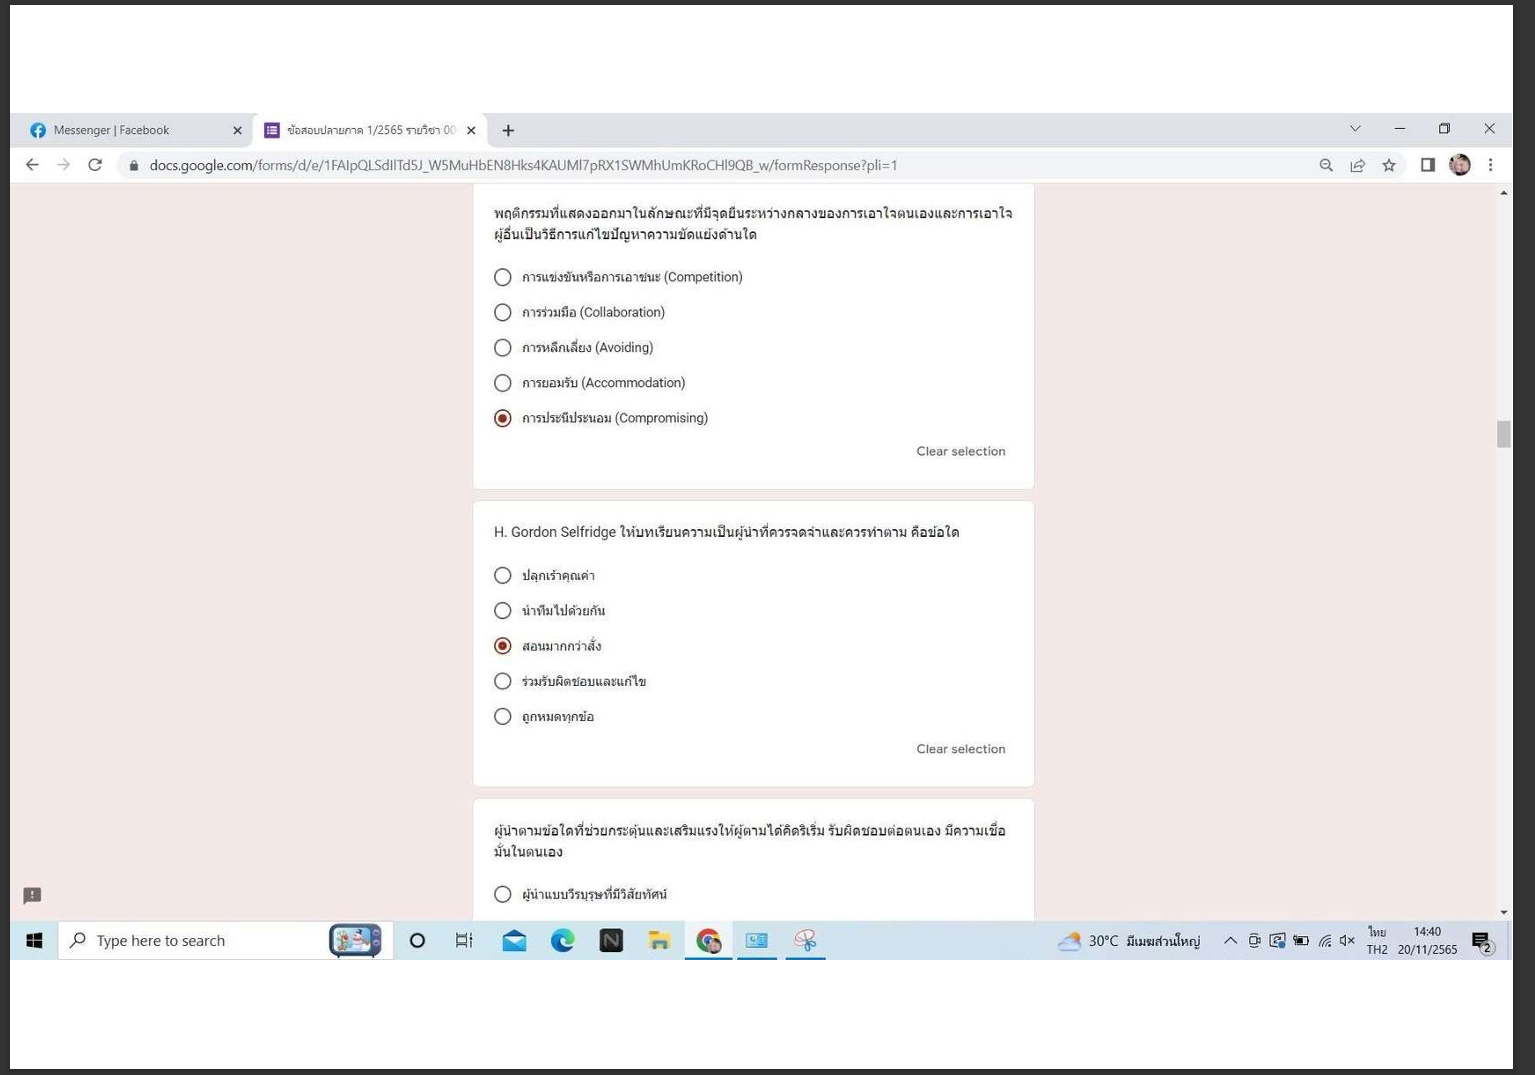 Messenger | Facebook
ข้อสอบปลายภาค 1/2565 รายวิชา 00
docs.google.com/forms/d/e/1FAIpQLSdIlTd5J_W5MuHbEN8Hks4KAUMl7pRX1SWMhUmKRoCHl9QB_w/formResponse?pli=1
พฤติกรรมที่แสดงออกมาในลักษณะที่มีจุดยืนระหว่างกลางของการเอาใจตนเองและการเอาใจ
ผู้อื่นเป็นวิธีการแก้ไขปัญหาความขัดแย้งด้านใด
การแข่งขันหรือการเอาชนะ (Competition)
การร่วมมือ (Collaboration)
การหลีกเลี่ยง (Avoiding)
การยอมรับ (Accommodation)
การประนีประนอม (Compromising)
Clear selection
H. Gordon Selfridge ให้บทเรียนความเป็นผู้นำที่ควรจดจำและควรทำตาม คือข้อใด
ปลุกเร้าคุณค่า
นำทีมไปด้วยกัน
สอนมากกว่าสั่ง
ร่วมรับผิดชอบและแก้ไข
ถูกหมดทุกข้อ
Clear selection
ผู้นำตามข้อใดที่ช่วยกระตุ้นและเสริมแรงให้ผู้ตามได้คิดริเริ่ม รับผิดชอบต่อตนเอง มีความเชื่อ
มั่นในตนเอง
ผู้นำแบบวีรบุรุษที่มีวิสัยทัศน์
Type here to search
30°C มีเมฆส่วนใหญ่
ไทย
TH2
14:40
20/11/2565
2